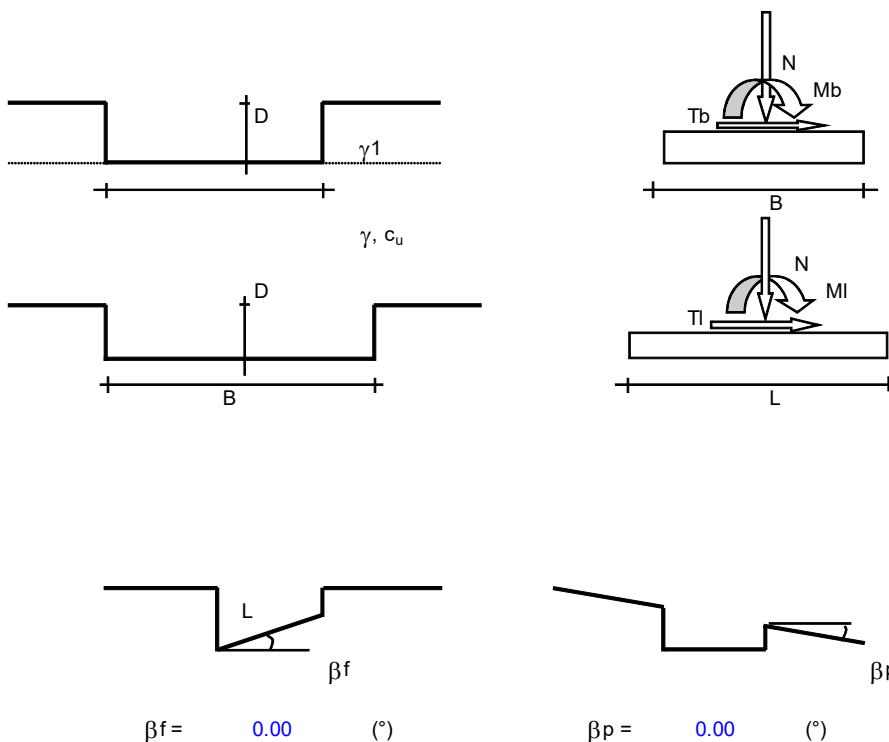 N
D
Mb
Tb
γ1
B
γ, cᵤ
N
D
Ml
Tl
B
L
L
βf
βp
βf = 0.00 (°)
βp = 0.00 (°)